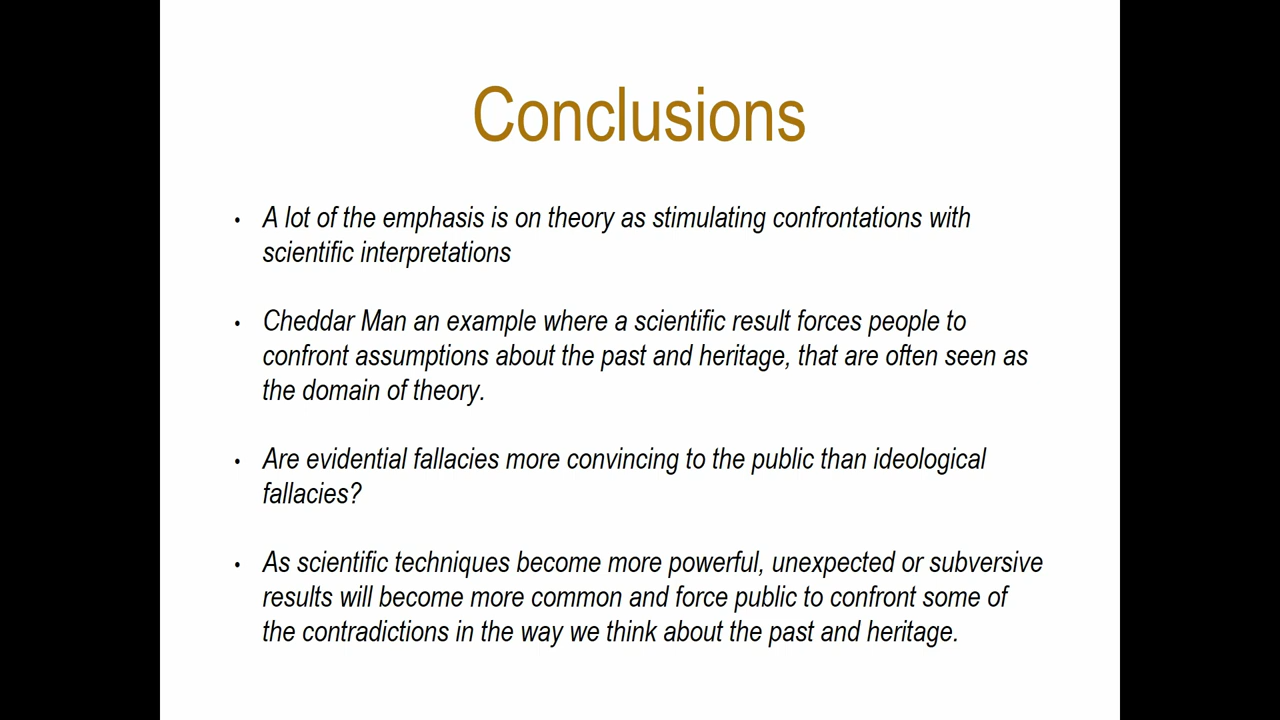 Conclusions
• A lot of the emphasis is on theory as stimulating confrontations with
scientific interpretations
• Cheddar Man an example where a scientific result forces people to
confront assumptions about the past and heritage, that are often seen as
the domain of theory.
• Are evidential fallacies more convincing to the public than ideological
fallacies?
• As scientific techniques become more powerful, unexpected or subversive
results will become more common and force public to confront some of
the contradictions in the way we think about the past and heritage.